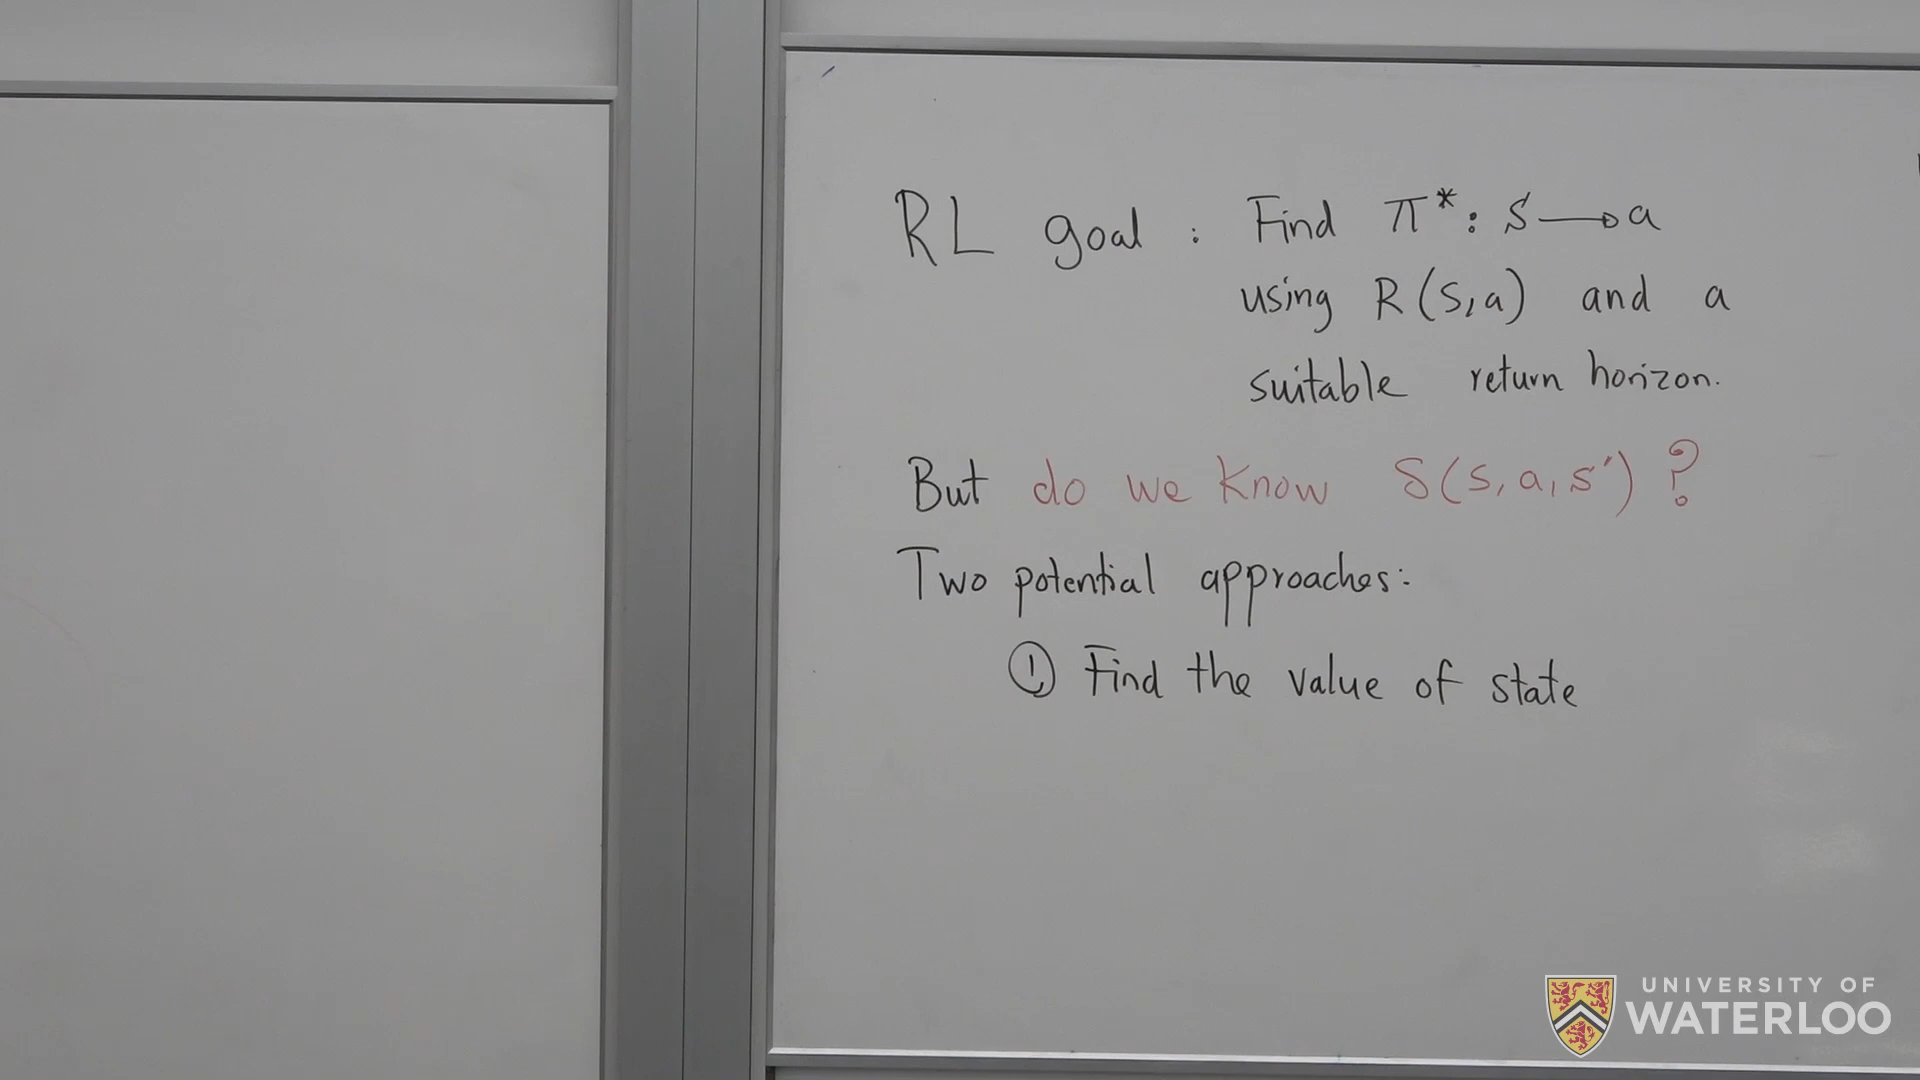 RL goal : Find π*: s → a
using R(s,a) and a
suitable return horizon.
But do we know δ(s,a,s′)?
Two potential approaches:
① Find the value of state
UNIVERSITY OF
WATERLOO